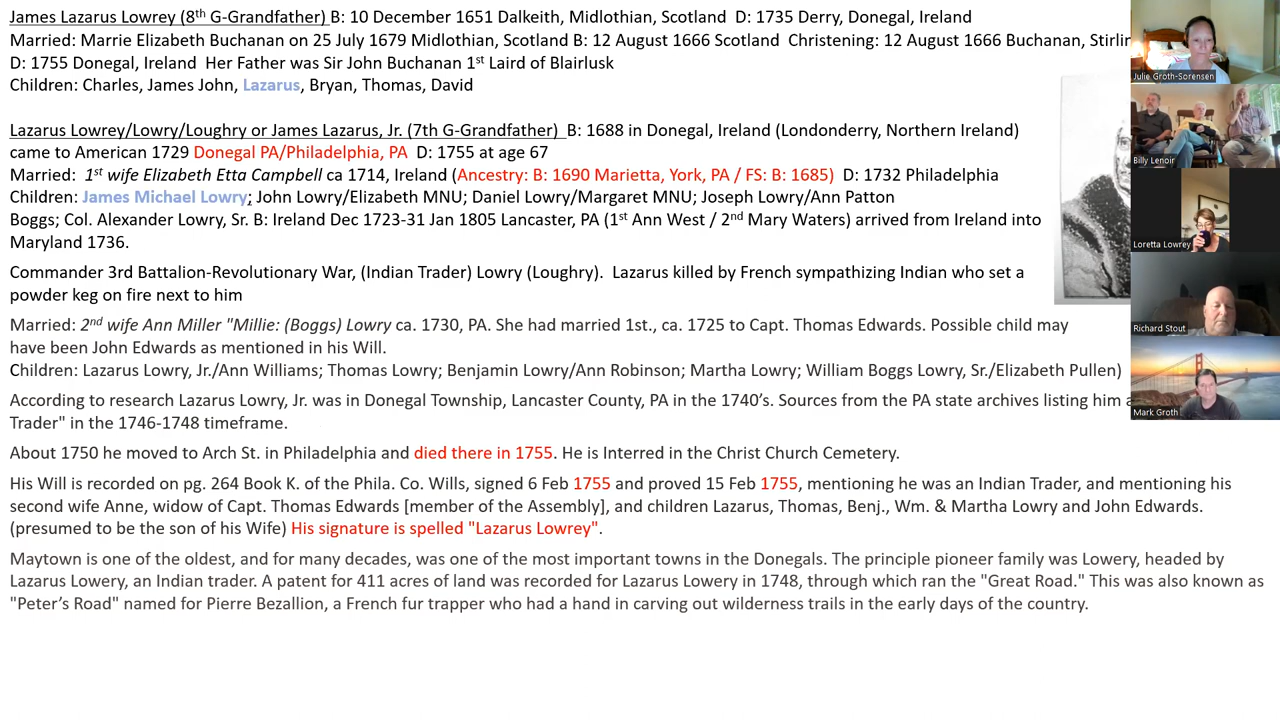 James Lazarus Lowrey (8th G-Grandfather) B: 10 December 1651 Dalkeith, Midlothian, Scotland D: 1735 Derry, Donegal, Ireland
Married: Marrie Elizabeth Buchanan on 25 July 1679 Midlothian, Scotland B: 12 August 1666 Scotland Christening: 12 August 1666 Buchanan,
D: 1755 Donegal, Ireland Her Father was Sir John Buchanan 1st Laird of Blairlusk
Children: Charles, James John, Lazarus, Bryan, Thomas, David
Lazarus Lowrey/Lowry/Loughry or James Lazarus, Jr. (7th G-Grandfather) B: 1688 in Donegal, Ireland (Londonderry, Northern Ireland)
came to American 1729 Donegal PA/Philadelphia, PA D: 1755 at age 67
Married: 1st wife Elizabeth Etta Campbell ca 1714, Ireland (Ancestry: B: 1690 Marietta, York, PA / FS: B: 1685) D: 1732 Philadelphia
Children: James Michael Lowry; John Lowry/Elizabeth MNU; Daniel Lowry/Margaret MNU; Joseph Lowry/Ann Patton
Boggs; Col. Alexander Lowry, Sr. B: Ireland Dec 1723-31 Jan 1805 Lancaster, PA (1st Ann West / 2nd Mary Waters) arrived from Ireland into
Maryland 1736.
Commander 3rd Battalion-Revolutionary War, (Indian Trader) Lowry (Loughry). Lazarus killed by French sympathizing Indian who set a
powder keg on fire next to him
Married: 2nd wife Ann Miller "Millie: (Boggs) Lowry ca. 1730, PA. She had married 1st., ca. 1725 to Capt. Thomas Edwards. Possible child may
have been John Edwards as mentioned in his Will.
Children: Lazarus Lowry, Jr./Ann Williams; Thomas Lowry; Benjamin Lowry/Ann Robinson; Martha Lowry; William Boggs Lowry, Sr./Elizabeth Pullen)
According to research Lazarus Lowry, Jr. was in Donegal Township, Lancaster County, PA in the 1740’s. Sources from the PA state archives listing him
Trader" in the 1746-1748 timeframe.
About 1750 he moved to Arch St. in Philadelphia and died there in 1755. He is Interred in the Christ Church Cemetery.
His Will is recorded on pg. 264 Book K. of the Phila. Co. Wills, signed 6 Feb 1755 and proved 15 Feb 1755, mentioning he was an Indian Trader, and mentioning his
second wife Anne, widow of Capt. Thomas Edwards [member of the Assembly], and children Lazarus, Thomas, Benj., Wm. & Martha Lowry and John Edwards.
(presumed to be the son of his Wife) His signature is spelled "Lazarus Lowrey".
Maytown is one of the oldest, and for many decades, was one of the most important towns in the Donegals. The principle pioneer family was Lowery, headed by
Lazarus Lowery, an Indian trader. A patent for 411 acres of land was recorded for Lazarus Lowery in 1748, through which ran the "Great Road." This was also known as
"Peter’s Road" named for Pierre Bezallion, a French fur trapper who had a hand in carving out wilderness trails in the early days of the country.
Julie Groth-Sorensen
Billy Lenoir
Loretta Lowrey
Richard Stout
Mark Groth